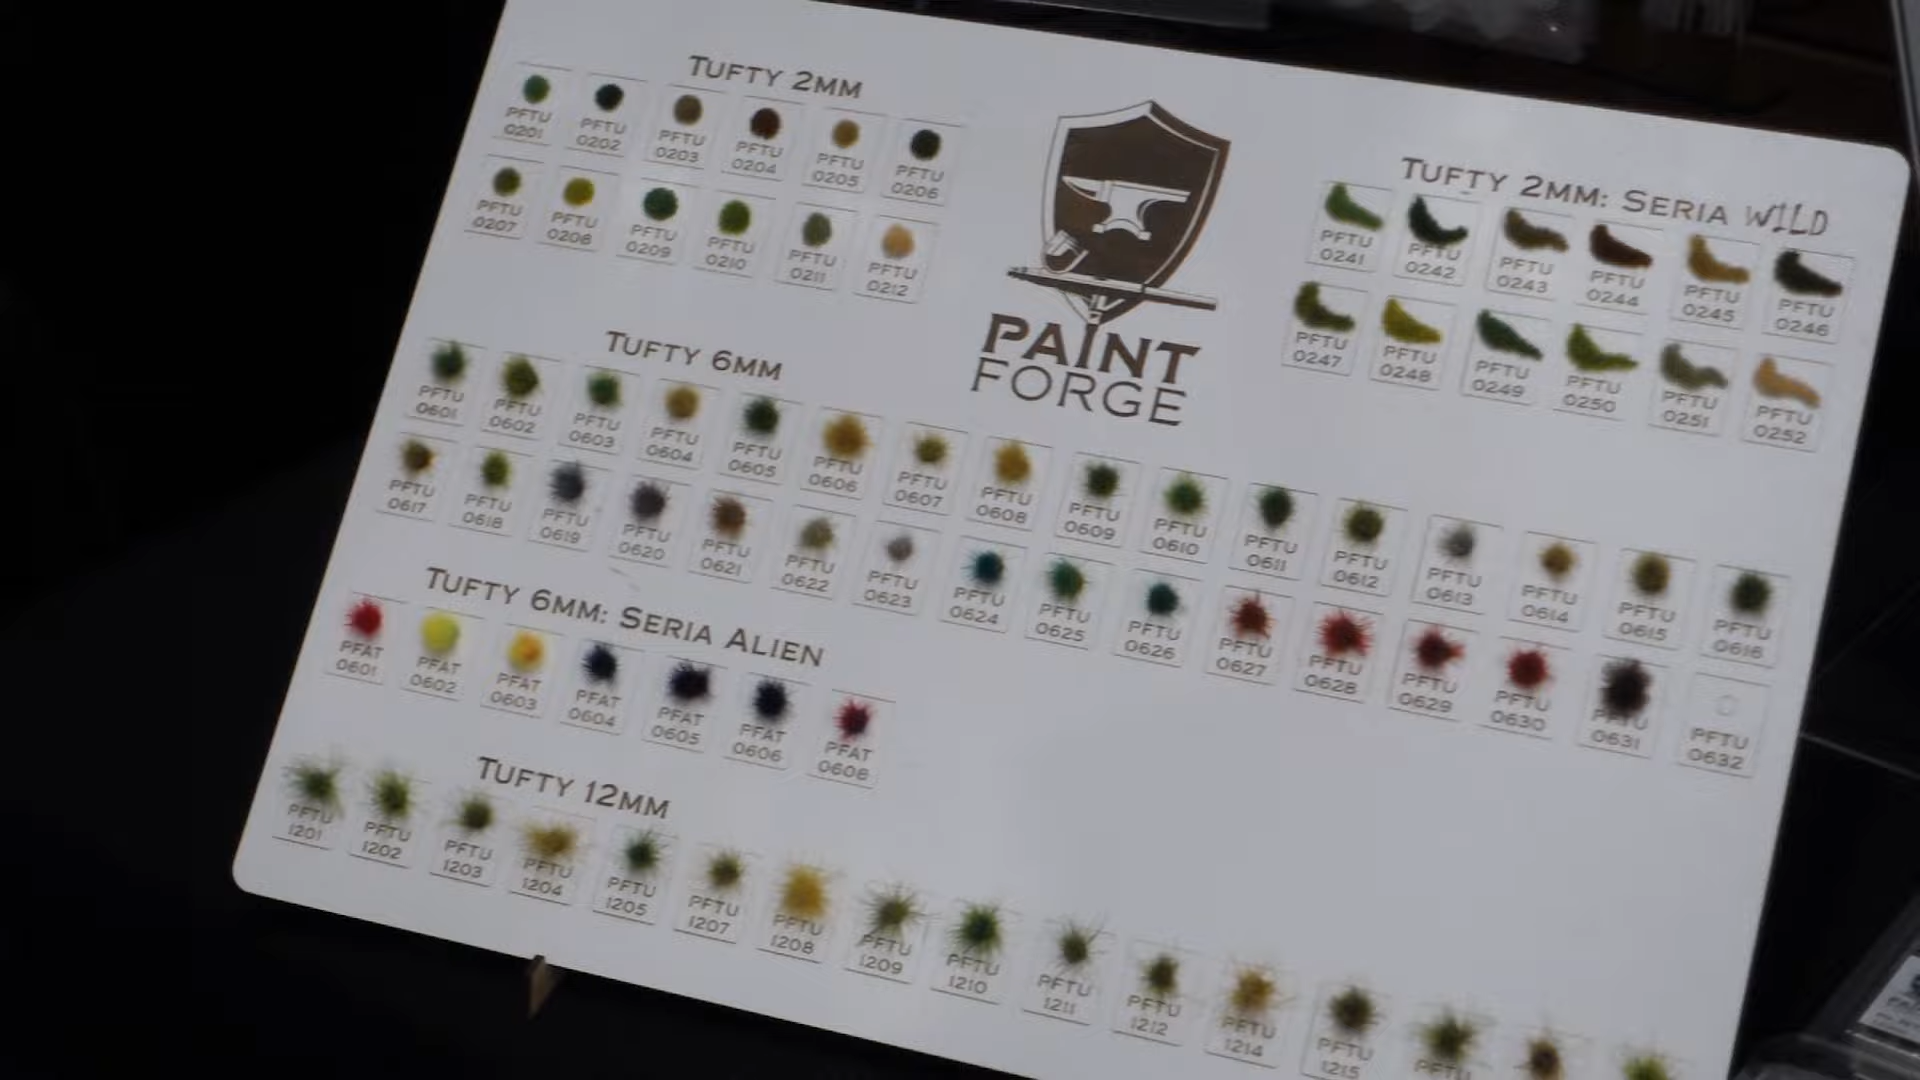 TUFTY 2MM
PFTU 0201 PFTU 0202 PFTU 0203 PFTU 0204 PFTU 0205 PFTU 0206
PFTU 0207 PFTU 0208 PFTU 0209 PFTU 0210 PFTU 0211 PFTU 0212
PAINT
FORGE
TUFTY 2MM: SERIA WILD
PFTU 0241 PFTU 0242 PFTU 0243 PFTU 0244 PFTU 0245 PFTU 0246
PFTU 0247 PFTU 0248 PFTU 0249 PFTU 0250 PFTU 0251 PFTU 0252
TUFTY 6MM
PFTU 0601 PFTU 0602 PFTU 0603 PFTU 0604 PFTU 0605 PFTU 0606 PFTU 0607 PFTU 0608 PFTU 0609 PFTU 0610 PFTU 0611 PFTU 0612 PFTU 0613 PFTU 0614 PFTU 0615 PFTU 0616
PFTU 0617 PFTU 0618 PFTU 0619 PFTU 0620 PFTU 0621 PFTU 0622 PFTU 0623 PFTU 0624 PFTU 0625 PFTU 0626 PFTU 0627 PFTU 0628 PFTU 0629 PFTU 0630 PFTU 0631 PFTU 0632
TUFTY 6MM: SERIA ALIEN
PFAT 0601 PFAT 0602 PFAT 0603 PFAT 0604 PFAT 0605 PFAT 0606 PFAT 0608
TUFTY 12MM
PFTU 1201 PFTU 1202 PFTU 1203 PFTU 1204 PFTU 1205 PFTU 1207 PFTU 1208 PFTU 1209 PFTU 1210 PFTU 1211 PFTU 1212 PFTU 1214 PFTU 1215 PFTU